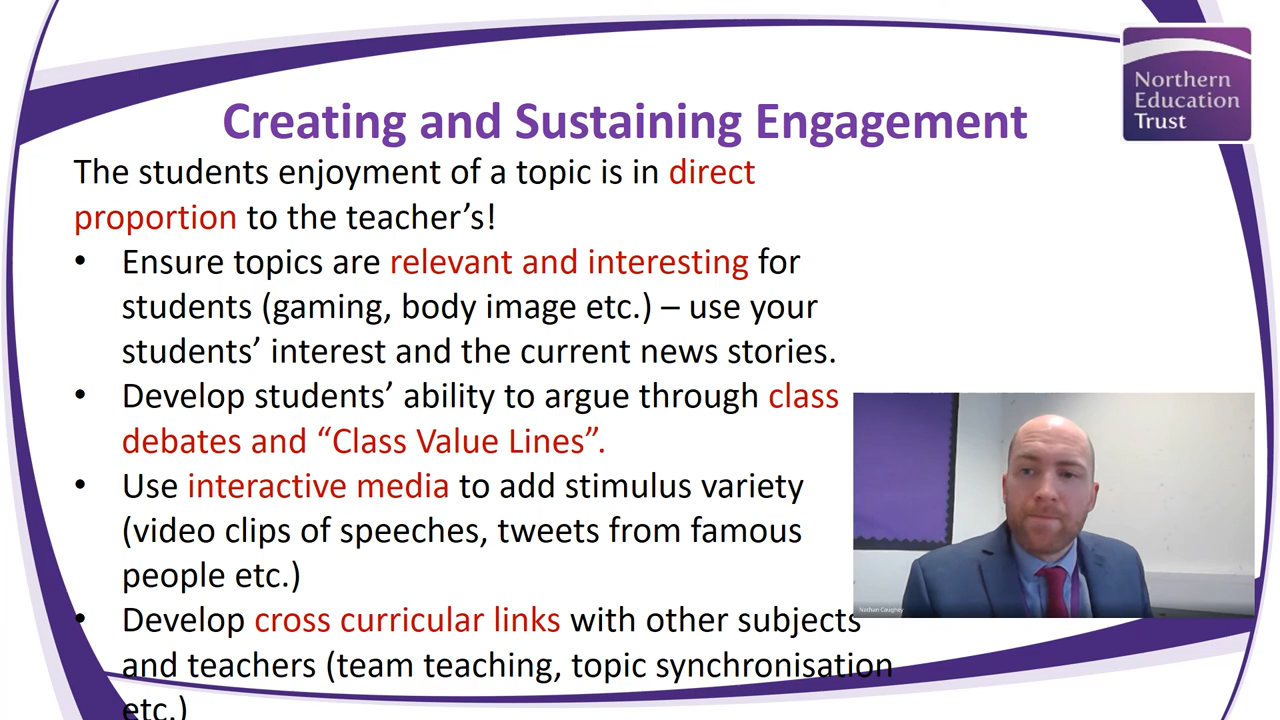 Northern
Education
Trust
Creating and Sustaining Engagement
The students enjoyment of a topic is in direct
proportion to the teacher’s!
• Ensure topics are relevant and interesting for
students (gaming, body image etc.) – use your
students’ interest and the current news stories.
• Develop students’ ability to argue through class
debates and “Class Value Lines”.
• Use interactive media to add stimulus variety
(video clips of speeches, tweets from famous
people etc.)
• Develop cross curricular links with other subjects
and teachers (team teaching, topic synchronisation
etc.)
Nathan Caughey